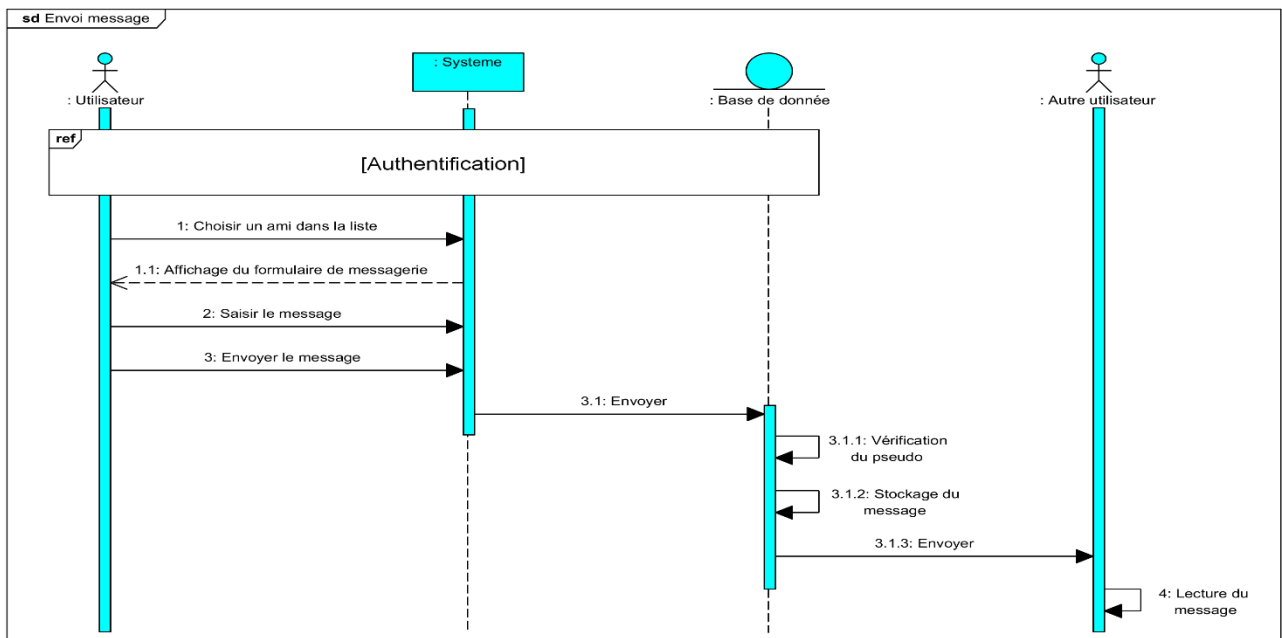 sd Envoi message
: Utilisateur
: Systeme
: Base de donnée
: Autre utilisateur
ref
[Authentification]
1: Choisir un ami dans la liste
1.1: Affichage du formulaire de messagerie
2: Saisir le message
3: Envoyer le message
3.1: Envoyer
3.1.1: Vérification
du pseudo
3.1.2: Stockage du
message
3.1.3: Envoyer
4: Lecture du
message